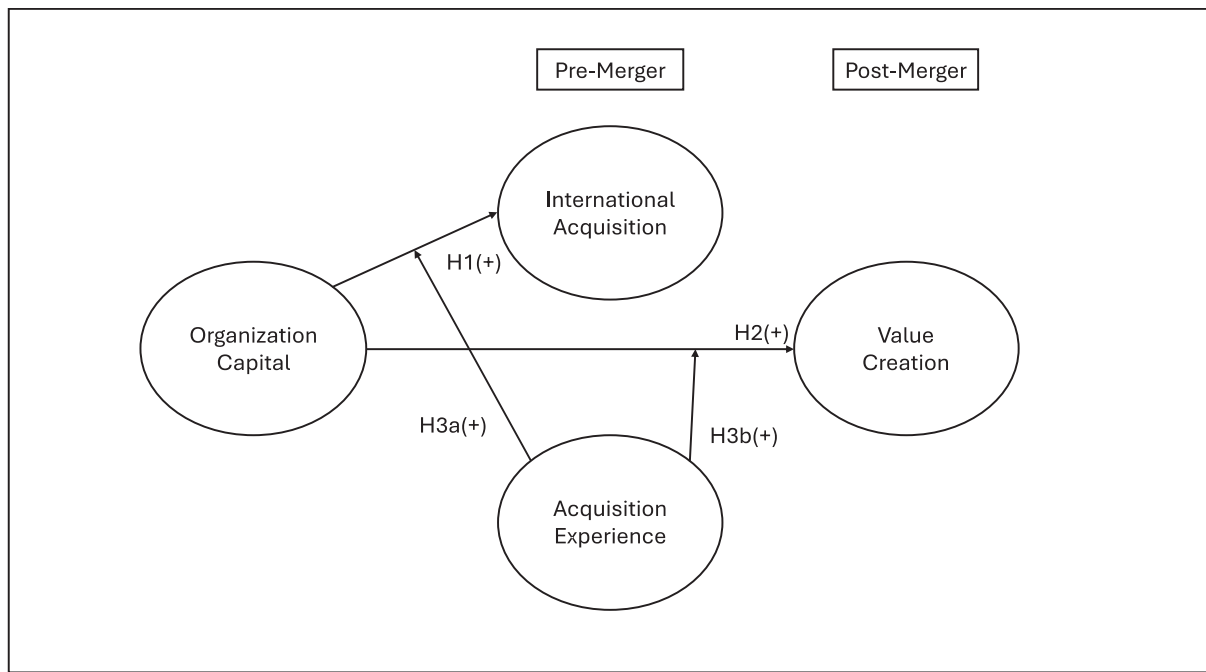 Pre-Merger
Post-Merger
International
Acquisition
H1(+)
Organization
Capital
H2(+)
Value
Creation
H3a(+)
H3b(+)
Acquisition
Experience